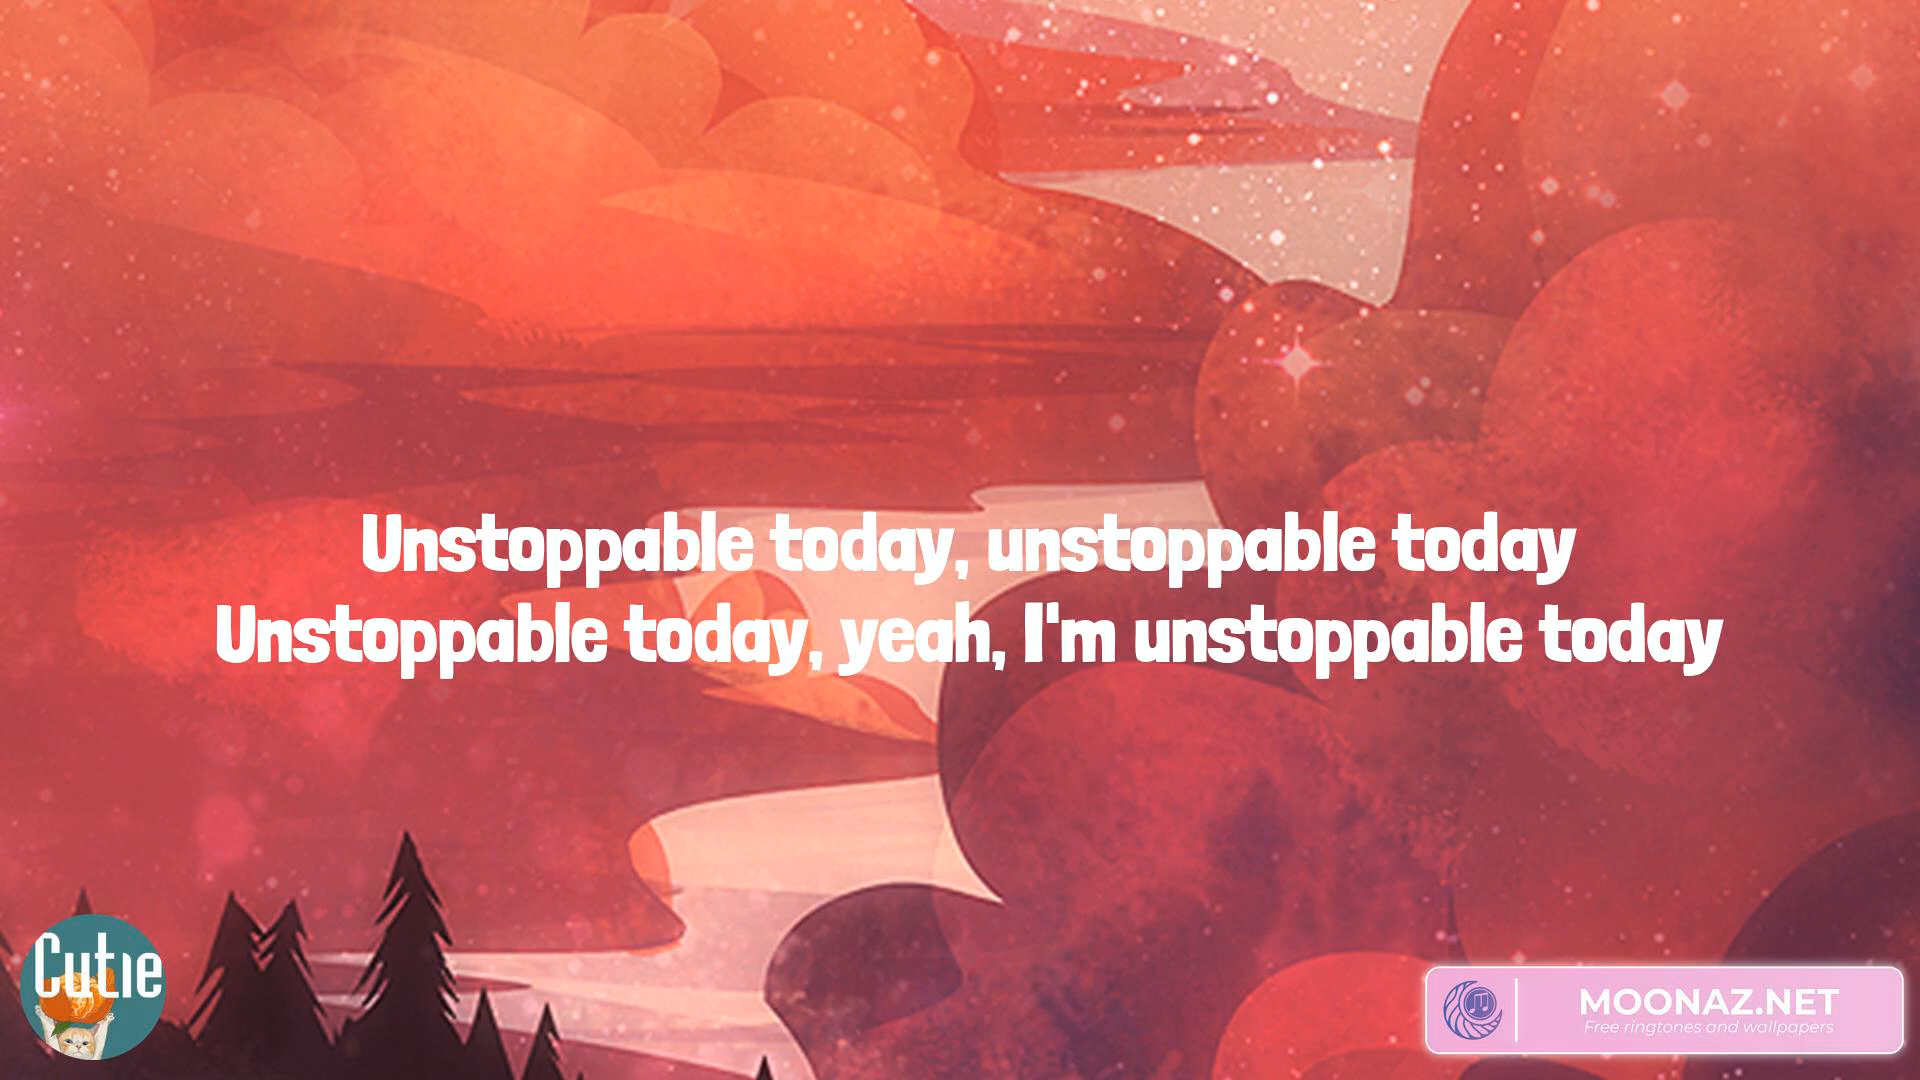 Unstoppable today, unstoppable today
Unstoppable today, yeah, I'm unstoppable today
Cutie
MOONAZ.NET
Free ringtones and wallpapers